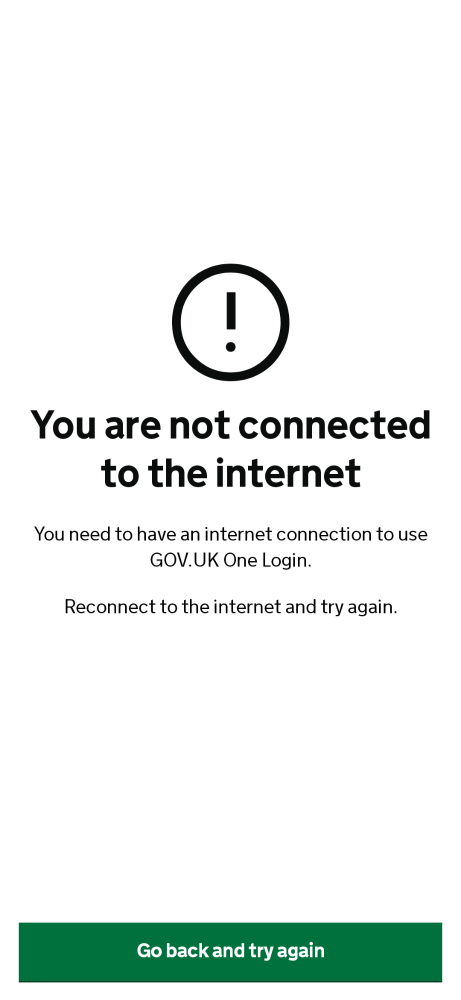 You are not connected
to the internet
You need to have an internet connection to use
GOV.UK One Login.
Reconnect to the internet and try again.
Go back and try again